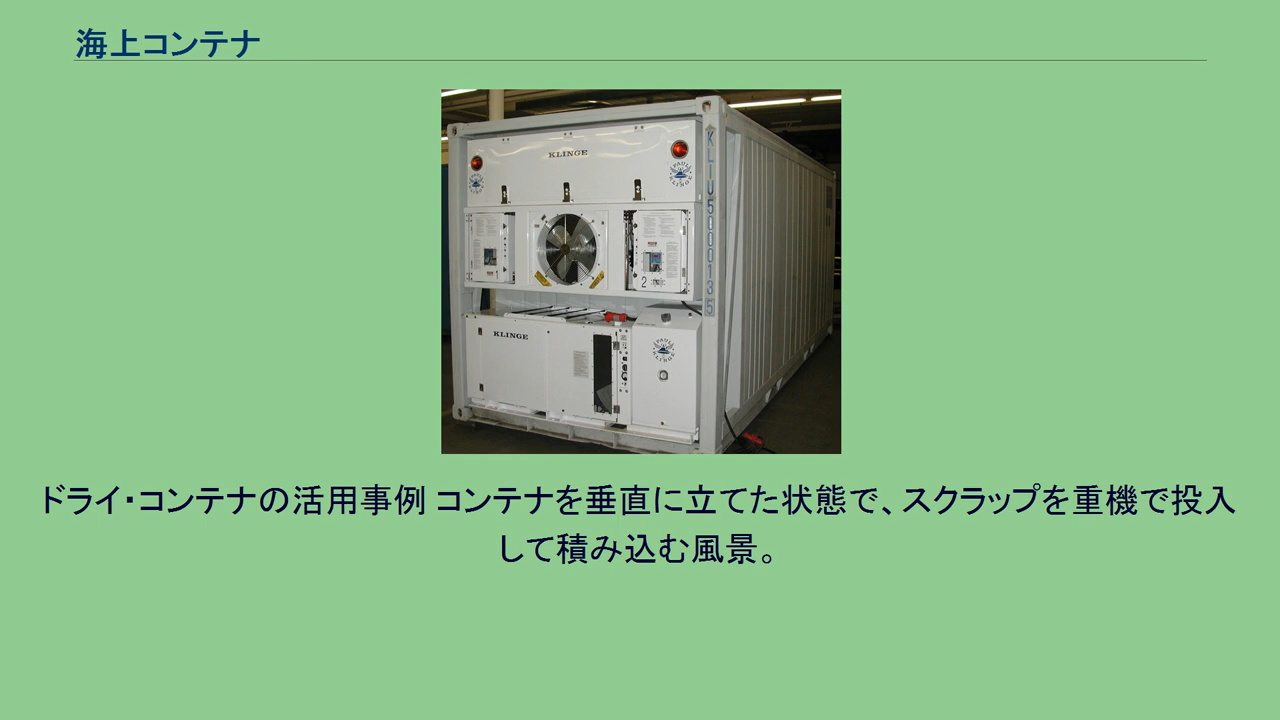 海上コンテナ
KLINGE
KLIU5000135
2
KLINGE
ドライ・コンテナの活用事例 コンテナを垂直に立てた状態で、スクラップを重機で投入
して積み込む風景。